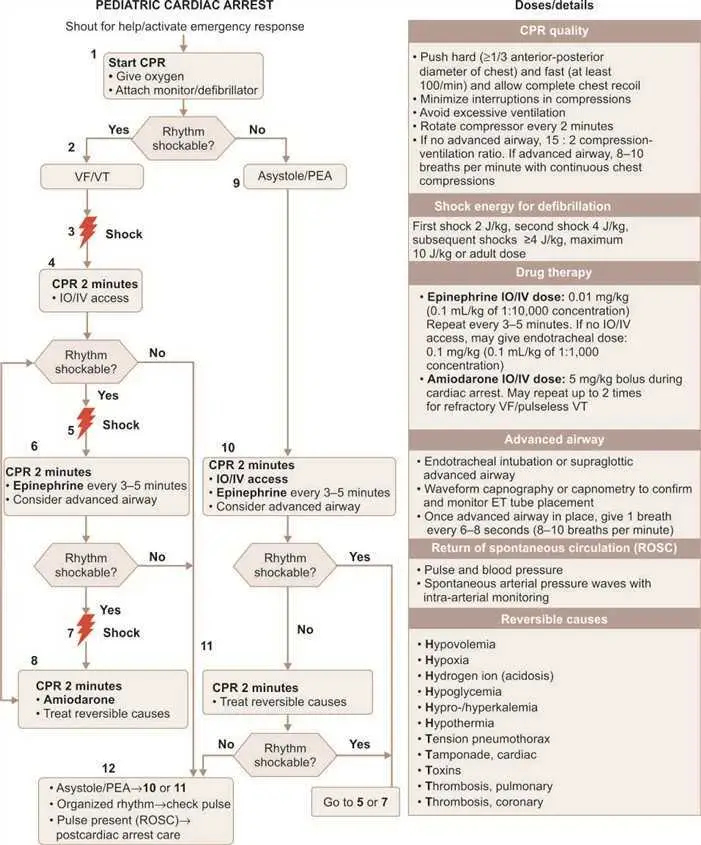 PEDIATRIC CARDIAC ARREST
Shout for help/activate emergency response
1
Start CPR
• Give oxygen
• Attach monitor/defibrillator
Yes
Rhythm
shockable?
No
2
VF/VT
9
Asystole/PEA
3
Shock
4
CPR 2 minutes
• IO/IV access
Rhythm
shockable?
No
Yes
5
Shock
6
CPR 2 minutes
• Epinephrine every 3–5 minutes
• Consider advanced airway
10
CPR 2 minutes
• IO/IV access
• Epinephrine every 3–5 minutes
• Consider advanced airway
Rhythm
shockable?
No
Yes
Rhythm
shockable?
Yes
No
7
Shock
8
CPR 2 minutes
• Amiodarone
• Treat reversible causes
11
CPR 2 minutes
• Treat reversible causes
No
Rhythm
shockable?
Yes
12
• Asystole/PEA→10 or 11
• Organized rhythm→check pulse
• Pulse present (ROSC)→
postcardiac arrest care
Go to 5 or 7
Doses/details
CPR quality
• Push hard (≥1/3 anterior-posterior
diameter of chest) and fast (at least
100/min) and allow complete chest recoil
• Minimize interruptions in compressions
• Avoid excessive ventilation
• Rotate compressor every 2 minutes
• If no advanced airway, 15 : 2 compression-
ventilation ratio. If advanced airway, 8–10
breaths per minute with continuous chest
compressions
Shock energy for defibrillation
First shock 2 J/kg, second shock 4 J/kg,
subsequent shocks ≥4 J/kg, maximum
10 J/kg or adult dose
Drug therapy
• Epinephrine IO/IV dose: 0.01 mg/kg
(0.1 mL/kg of 1:10,000 concentration)
Repeat every 3–5 minutes. If no IO/IV
access, may give endotracheal dose:
0.1 mg/kg (0.1 mL/kg of 1:1,000
concentration)
• Amiodarone IO/IV dose: 5 mg/kg bolus during
cardiac arrest. May repeat up to 2 times
for refractory VF/pulseless VT
Advanced airway
• Endotracheal intubation or supraglottic
advanced airway
• Waveform capnography or capnometry to confirm
and monitor ET tube placement
• Once advanced airway in place, give 1 breath
every 6–8 seconds (8–10 breaths per minute)
Return of spontaneous circulation (ROSC)
• Pulse and blood pressure
• Spontaneous arterial pressure waves with
intra-arterial monitoring
Reversible causes
• Hypovolemia
• Hypoxia
• Hydrogen ion (acidosis)
• Hypoglycemia
• Hypro-/hyperkalemia
• Hypothermia
• Tension pneumothorax
• Tamponade, cardiac
• Toxins
• Thrombosis, pulmonary
• Thrombosis, coronary